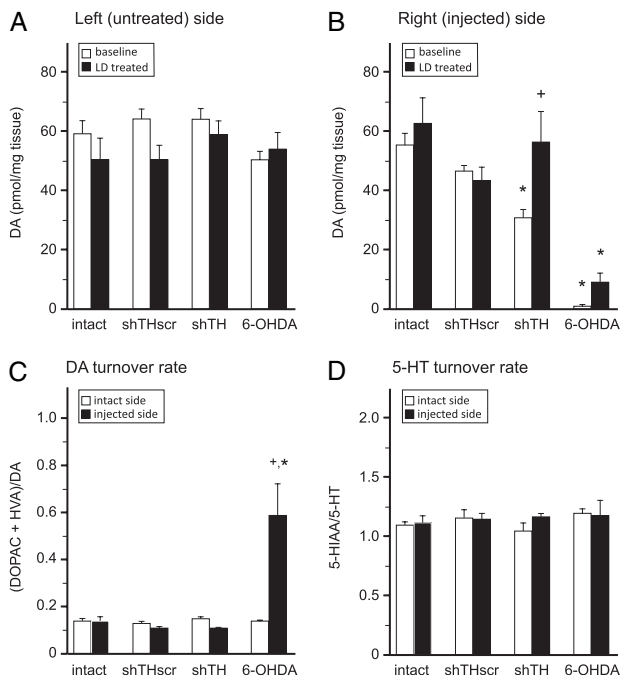 A Left (untreated) side
baseline
LD treated
DA (pmol/mg tissue)
80
60
40
20
0
intact shTHscr shTH 6-OHDA
B Right (injected) side
baseline
LD treated
DA (pmol/mg tissue)
80
60
40
20
0
+
*
*
*
intact shTHscr shTH 6-OHDA
C DA turnover rate
intact side
injected side
(DOPAC + HVA)/DA
1.0
0.8
0.6
0.4
0.2
0
+,*
intact shTHscr shTH 6-OHDA
D 5-HT turnover rate
intact side
injected side
5-HIAA/5-HT
2.0
1.5
1.0
0.5
0
intact shTHscr shTH 6-OHDA